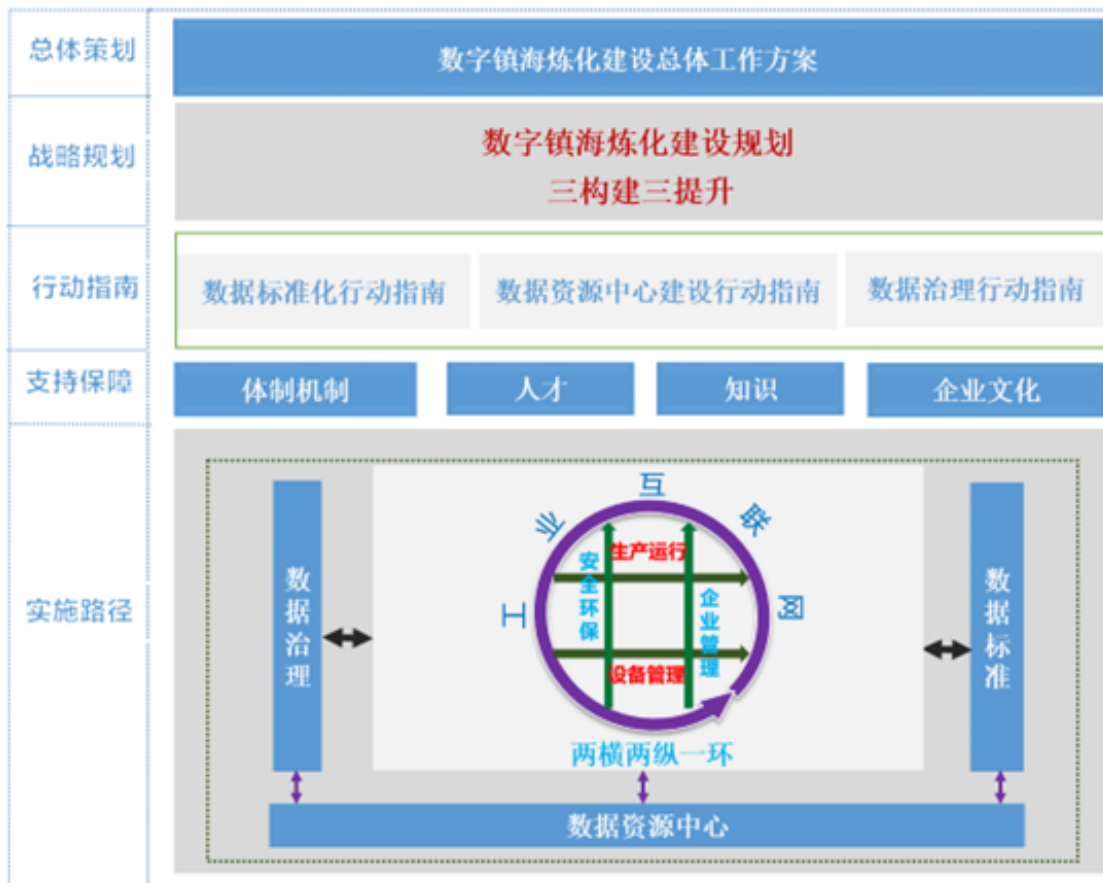 总体策划
数字镇海炼化建设总体工作方案
战略规划
数字镇海炼化建设规划
三构建三提升
行动指南
数据标准化行动指南
数据资源中心建设行动指南
数据治理行动指南
支持保障
体制机制
人才
知识
企业文化
实施路径
数据治理
工业互联网
生产运行
安全环保
企业管理
设备管理
两横两纵一环
数据标准
数据资源中心